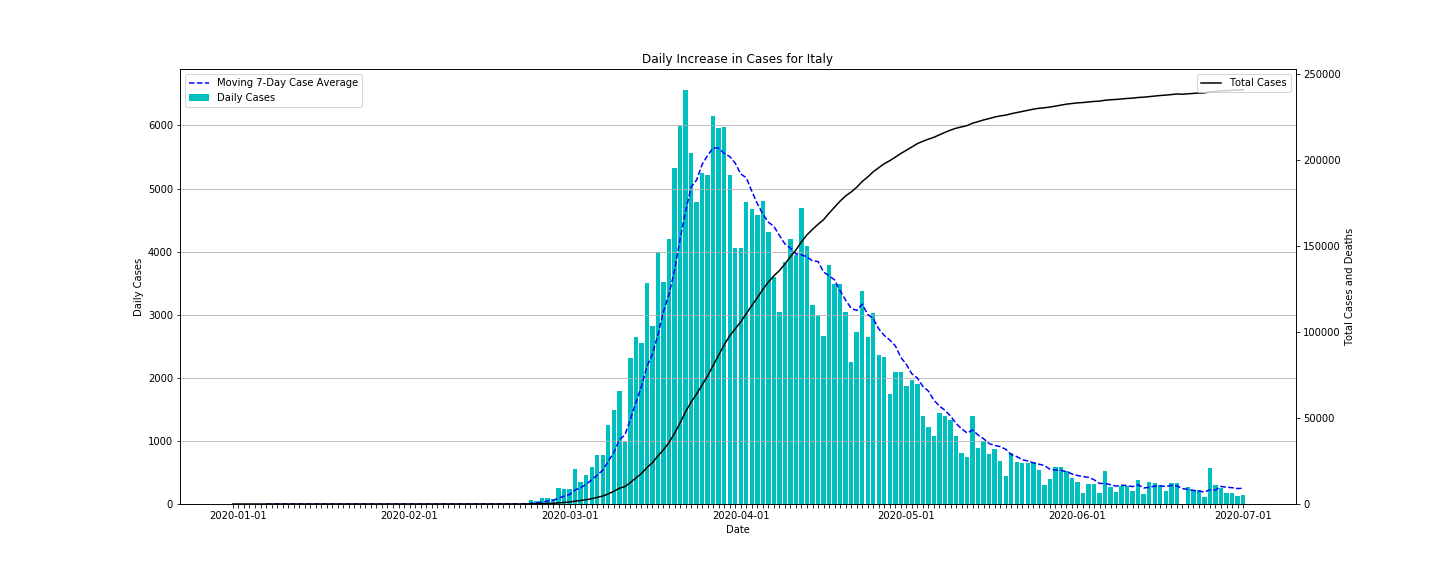 Daily Increase in Cases for Italy
Moving 7-Day Case Average
Daily Cases
Total Cases
Daily Cases
6000
5000
4000
3000
2000
1000
0
250000
200000
150000
100000
50000
0
Total Cases and Deaths
2020-01-01 2020-02-01 2020-03-01 2020-04-01 2020-05-01 2020-06-01 2020-07-01
Date